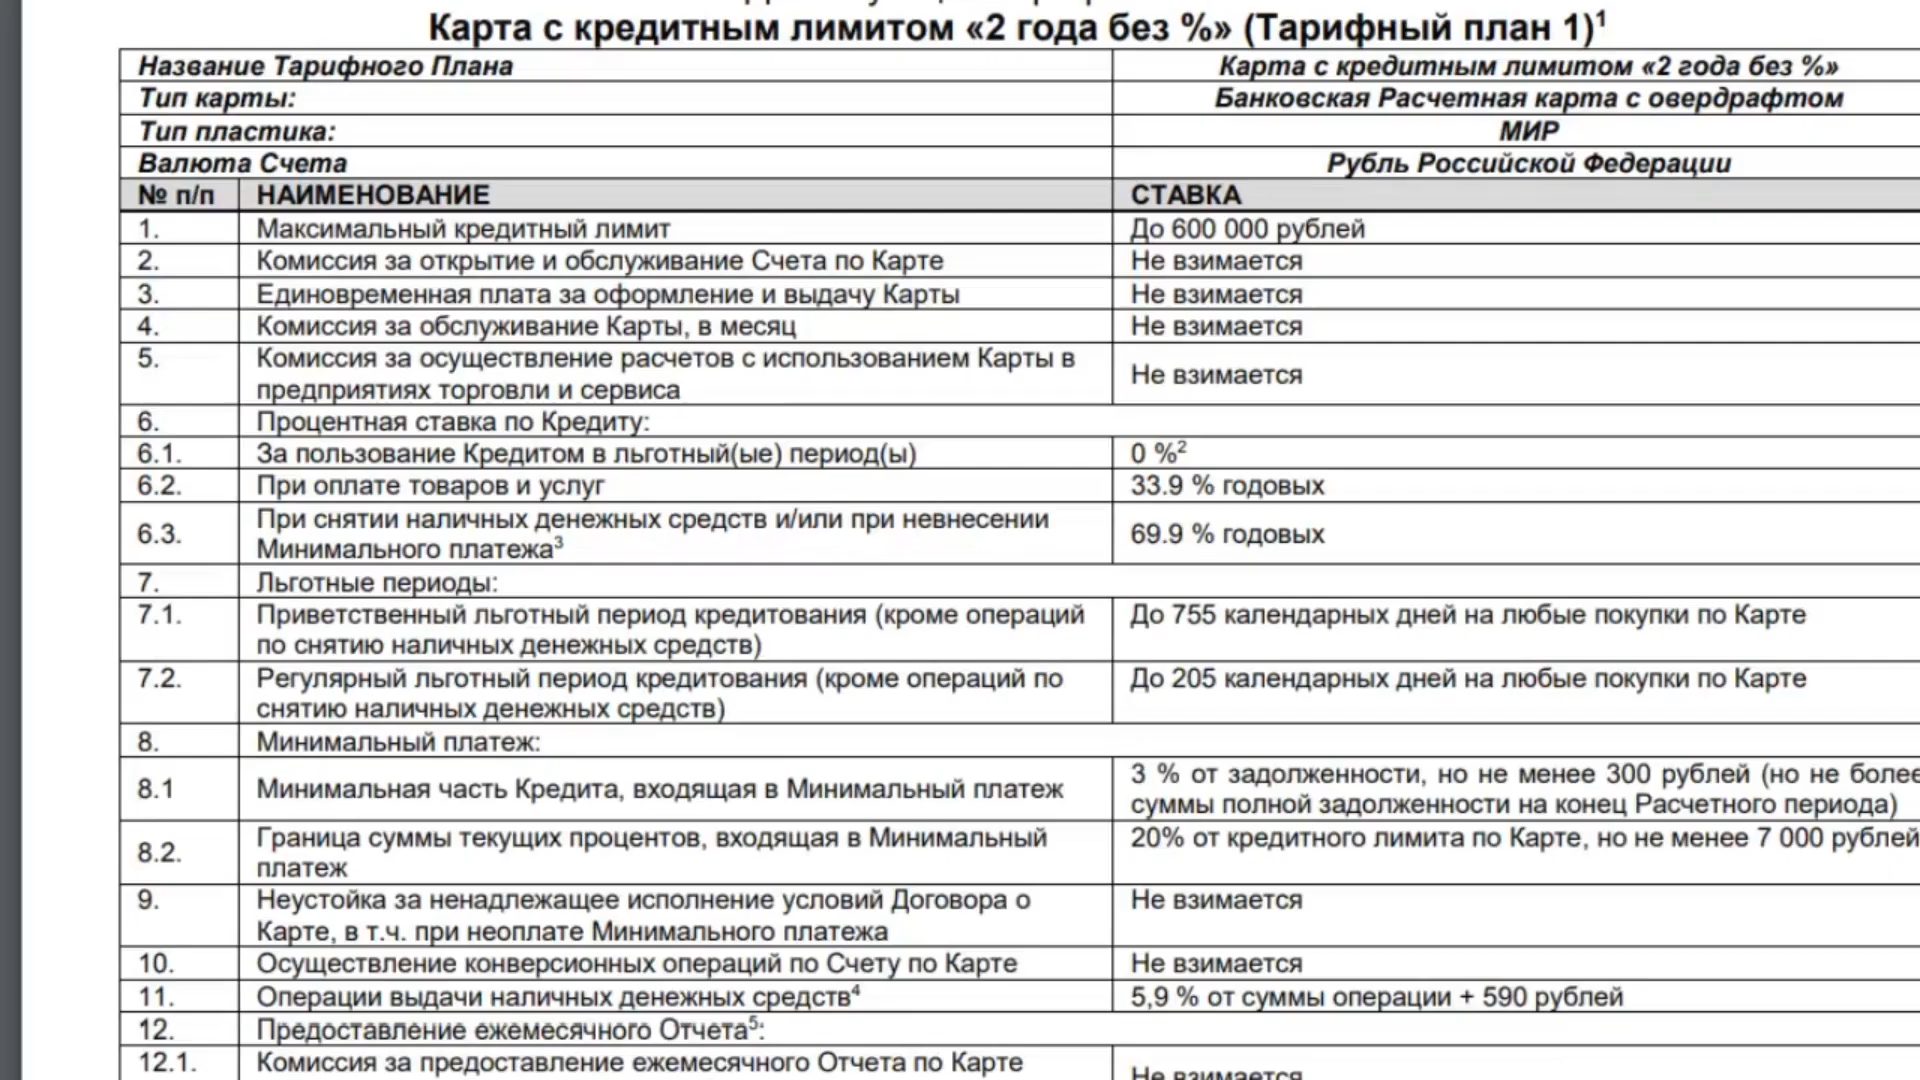 Карта с кредитным лимитом «2 года без %» (Тарифный план 1)¹
Название Тарифного Плана
Карта с кредитным лимитом «2 года без %»
Тип карты:
Банковская Расчетная карта с овердрафтом
Тип пластика:
МИР
Валюта Счета
Рубль Российской Федерации
№ п/п НАИМЕНОВАНИЕ СТАВКА
1. Максимальный кредитный лимит До 600 000 рублей
2. Комиссия за открытие и обслуживание Счета по Карте Не взимается
3. Единовременная плата за оформление и выдачу Карты Не взимается
4. Комиссия за обслуживание Карты, в месяц Не взимается
5. Комиссия за осуществление расчетов с использованием Карты в
предприятиях торговли и сервиса
Не взимается
6. Процентная ставка по Кредиту:
6.1. За пользование Кредитом в льготный(ые) период(ы) 0 %²
6.2. При оплате товаров и услуг 33.9 % годовых
6.3. При снятии наличных денежных средств и/или при невнесении
Минимального платежа³
69.9 % годовых
7. Льготные периоды:
7.1. Приветственный льготный период кредитования (кроме операций
по снятию наличных денежных средств)
До 755 календарных дней на любые покупки по Карте
7.2. Регулярный льготный период кредитования (кроме операций по
снятию наличных денежных средств)
До 205 календарных дней на любые покупки по Карте
8. Минимальный платеж:
8.1 Минимальная часть Кредита, входящая в Минимальный платеж
3 % от задолженности, но не менее 300 рублей (но не более
суммы полной задолженности на конец Расчетного периода)
8.2. Граница суммы текущих процентов, входящая в Минимальный
платеж
20% от кредитного лимита по Карте, но не менее 7 000 рублей
9. Неустойка за ненадлежащее исполнение условий Договора о
Карте, в т.ч. при неоплате Минимального платежа
Не взимается
10. Осуществление конверсионных операций по Счету по Карте Не взимается
11. Операции выдачи наличных денежных средств⁴ 5,9 % от суммы операции + 590 рублей
12. Предоставление ежемесячного Отчета⁵:
12.1. Комиссия за предоставление ежемесячного Отчета по Карте
Не взимается